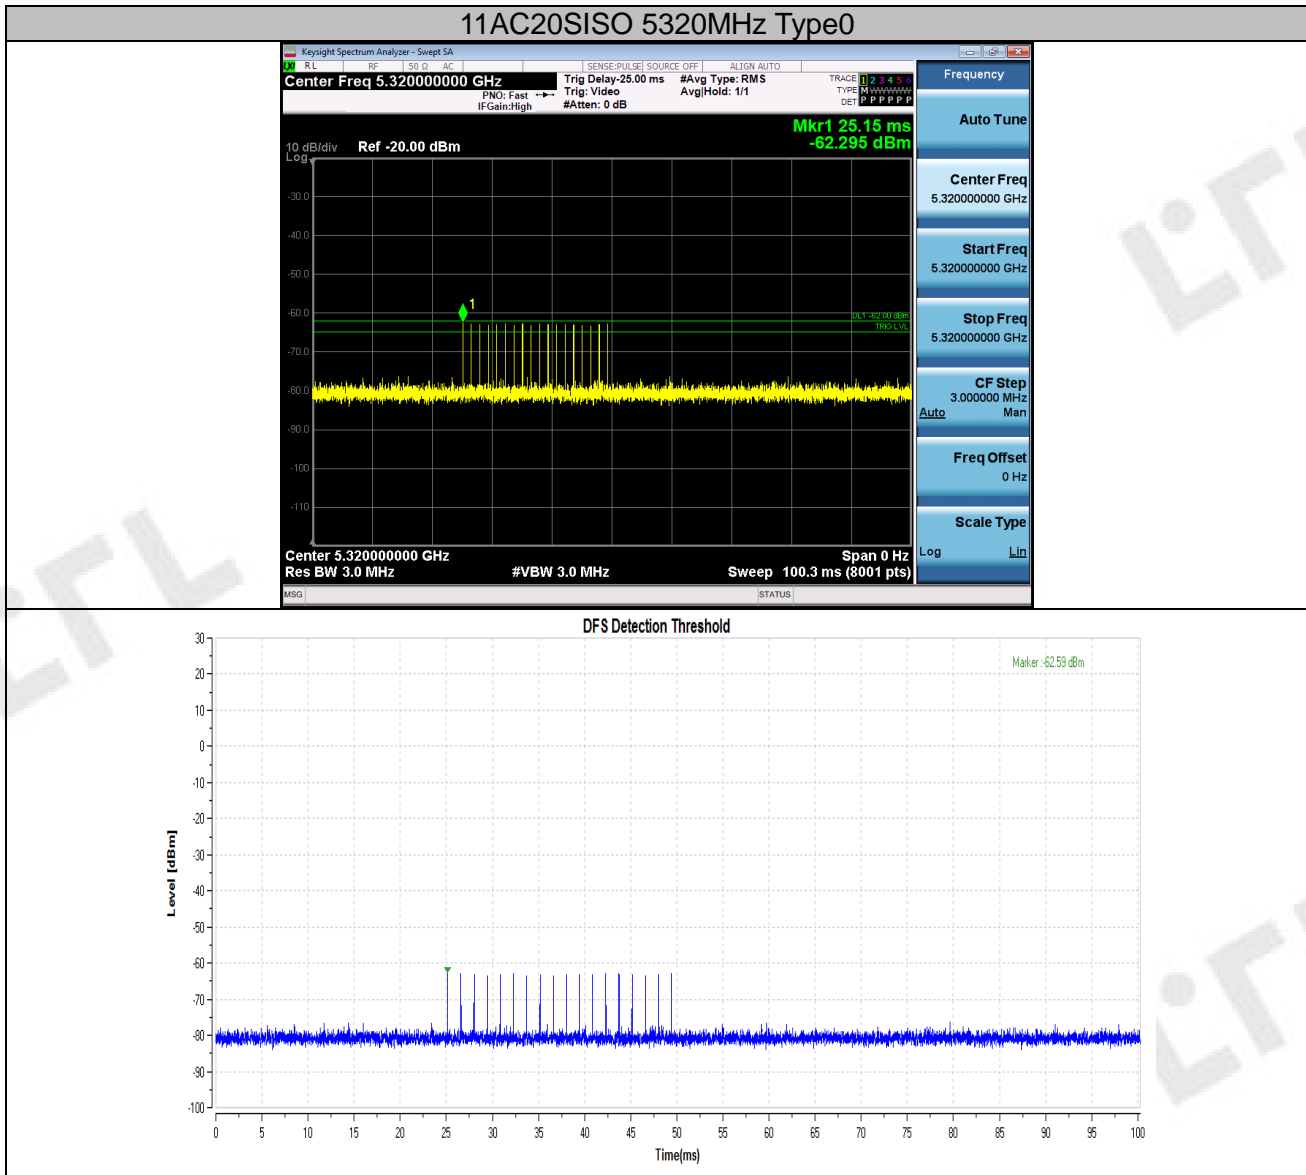 11AC20SISO 5320MHz Type0
Keysight Spectrum Analyzer - Swept SA
LXI RL RF 50 Ω AC SENSE:PULSE SOURCE OFF ALIGN AUTO
Center Freq 5.320000000 GHz
PNO: Fast
IFGain:High
Trig Delay-25.00 ms
Trig: Video
#Atten: 0 dB
#Avg Type: RMS
Avg|Hold: 1/1
TRACE 1 2 3 4 5 6
TYPE M WWWWW
DET P P P P P P
Mkr1 25.15 ms
-62.295 dBm
10 dB/div Ref -20.00 dBm
Log
-30.0
-40.0
-50.0
-60.0
-70.0
-80.0
-90.0
-100
-110
1
DL1 -62.00 dBm
TRIG LVL
Center 5.320000000 GHz Span 0 Hz
Res BW 3.0 MHz #VBW 3.0 MHz Sweep 100.3 ms (8001 pts)
MSG STATUS
Frequency
Auto Tune
Center Freq
5.320000000 GHz
Start Freq
5.320000000 GHz
Stop Freq
5.320000000 GHz
CF Step
3.000000 MHz
Auto Man
Freq Offset
0 Hz
Scale Type
Log Lin
DFS Detection Threshold
Marker :-62.59 dBm
Level [dBm]
30
20
10
0
-10
-20
-30
-40
-50
-60
-70
-80
-90
-100
0 5 10 15 20 25 30 35 40 45 50 55 60 65 70 75 80 85 90 95 100
Time(ms)